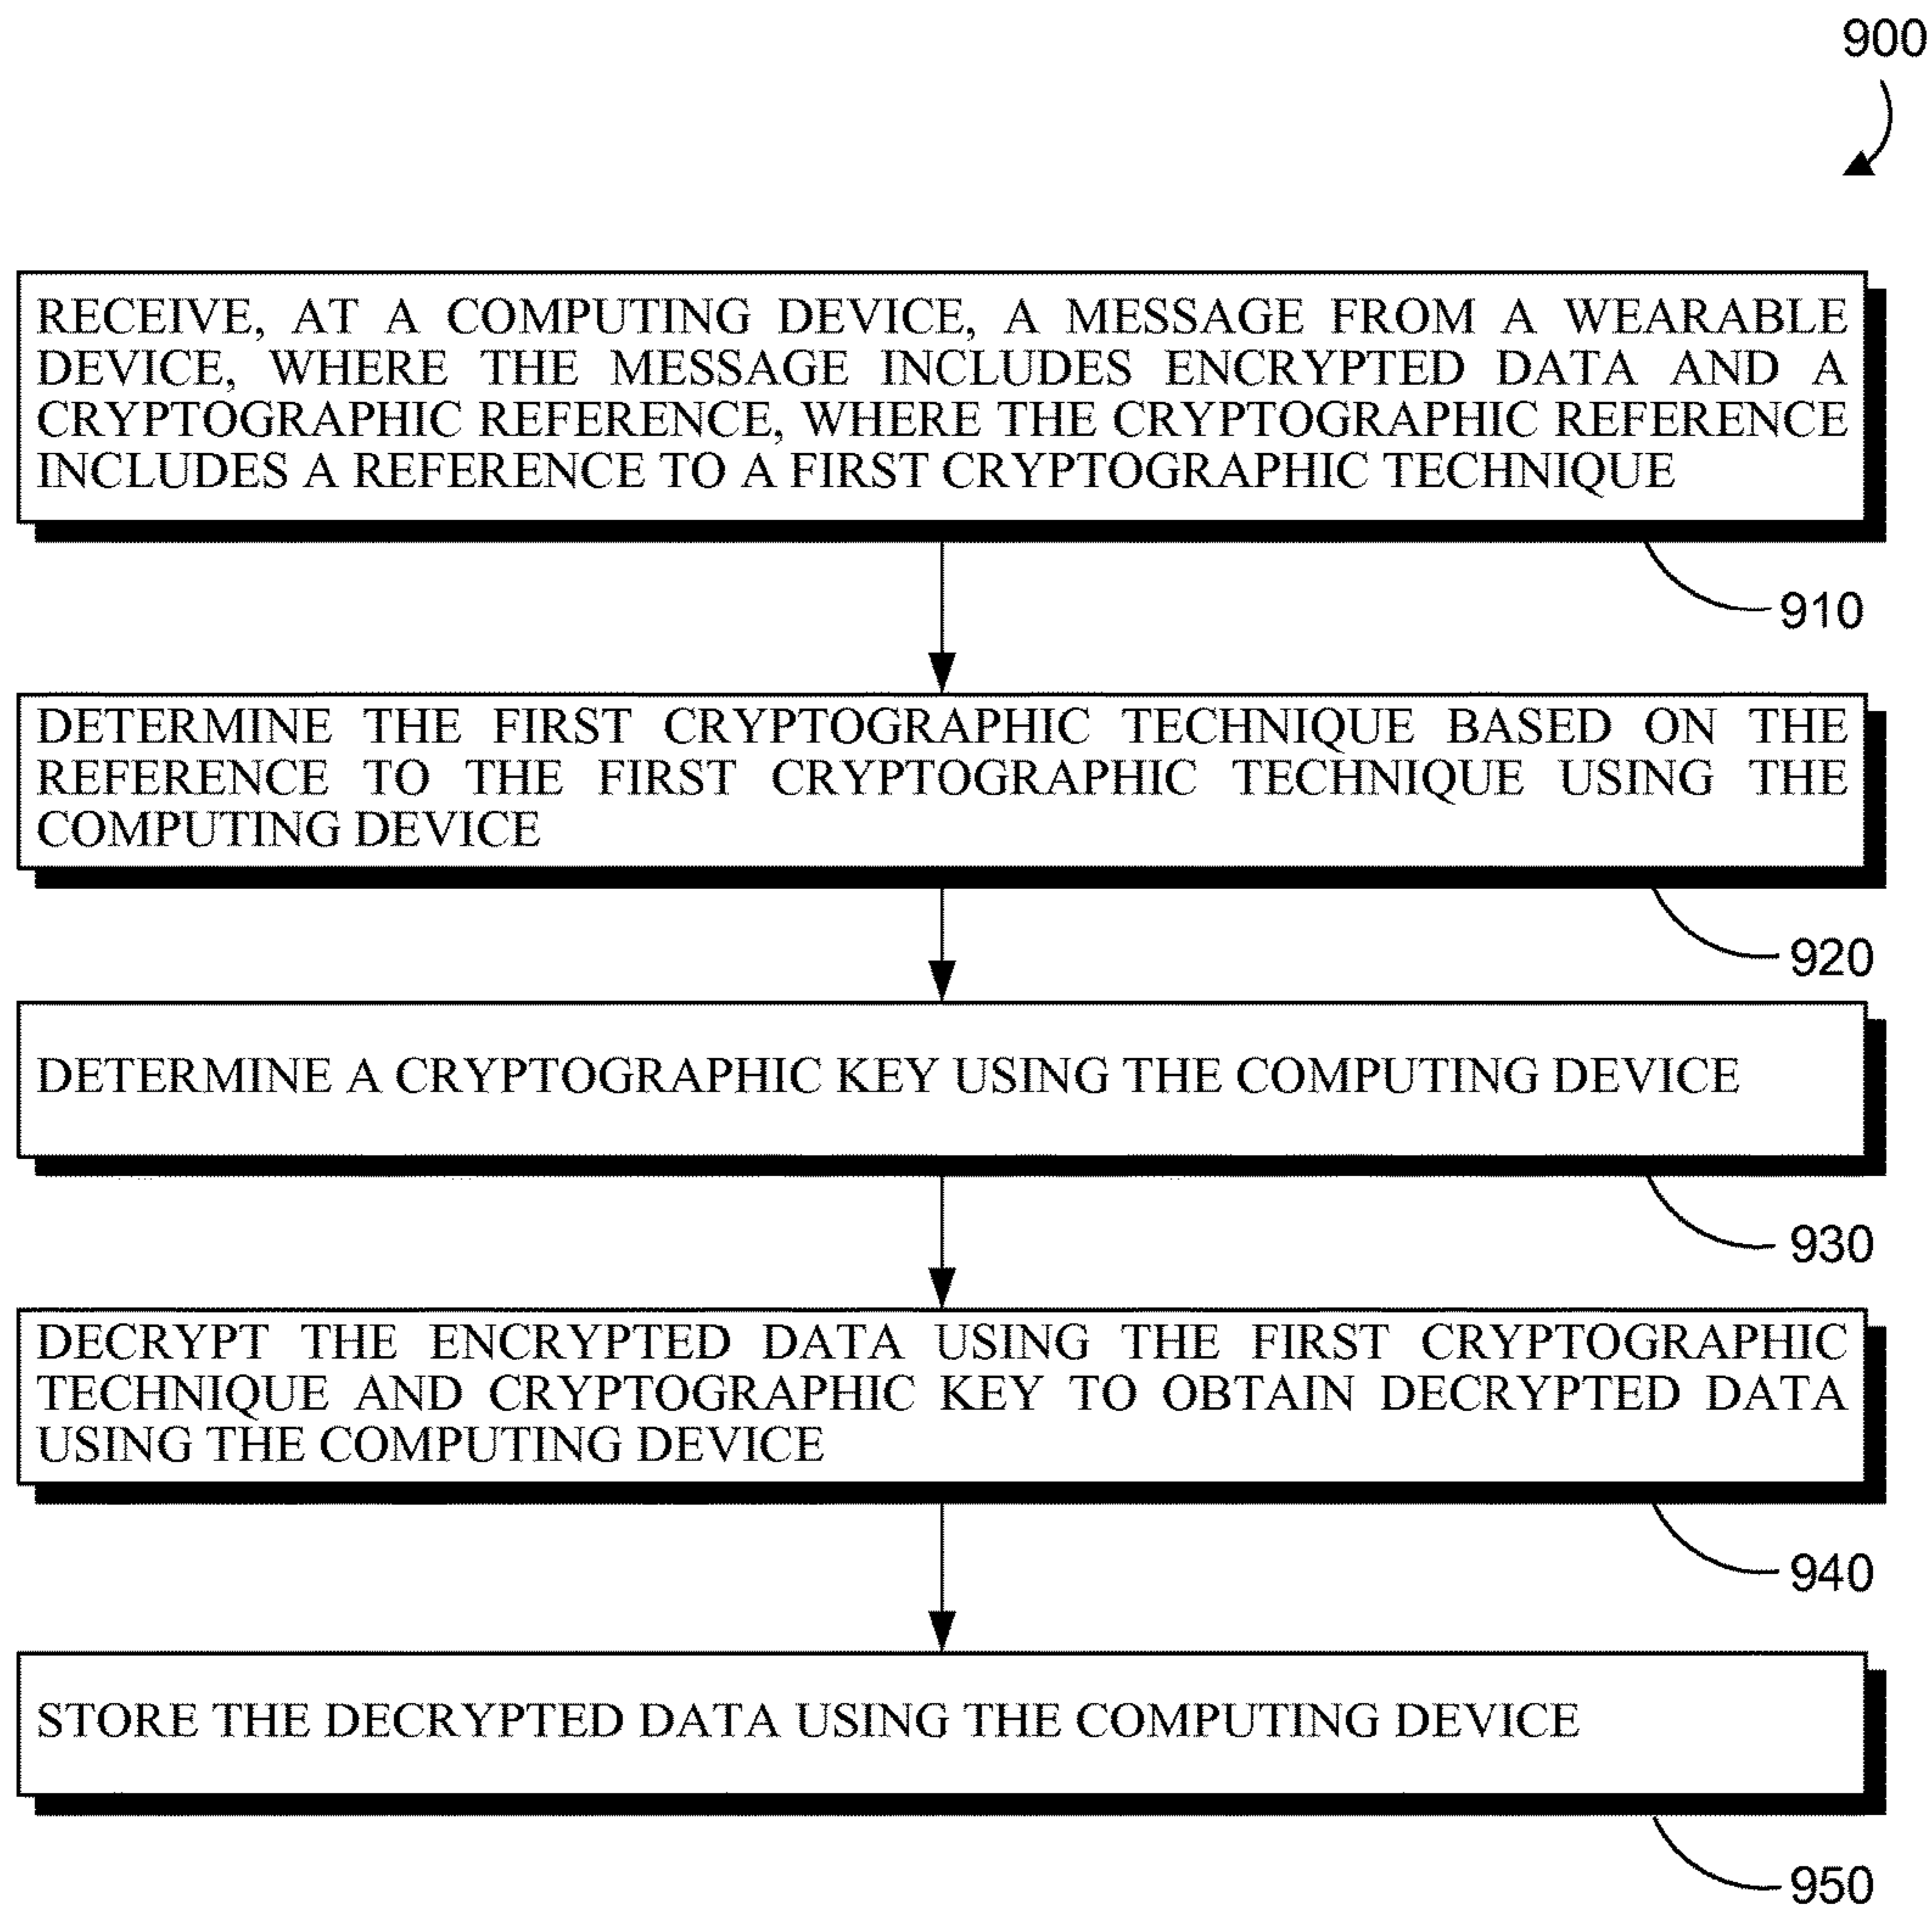 900
RECEIVE, AT A COMPUTING DEVICE, A MESSAGE FROM A WEARABLE
DEVICE, WHERE THE MESSAGE INCLUDES ENCRYPTED DATA AND A
CRYPTOGRAPHIC REFERENCE, WHERE THE CRYPTOGRAPHIC REFERENCE
INCLUDES A REFERENCE TO A FIRST CRYPTOGRAPHIC TECHNIQUE
910
DETERMINE THE FIRST CRYPTOGRAPHIC TECHNIQUE BASED ON THE
REFERENCE TO THE FIRST CRYPTOGRAPHIC TECHNIQUE USING THE
COMPUTING DEVICE
920
DETERMINE A CRYPTOGRAPHIC KEY USING THE COMPUTING DEVICE
930
DECRYPT THE ENCRYPTED DATA USING THE FIRST CRYPTOGRAPHIC
TECHNIQUE AND CRYPTOGRAPHIC KEY TO OBTAIN DECRYPTED DATA
USING THE COMPUTING DEVICE
940
STORE THE DECRYPTED DATA USING THE COMPUTING DEVICE
950